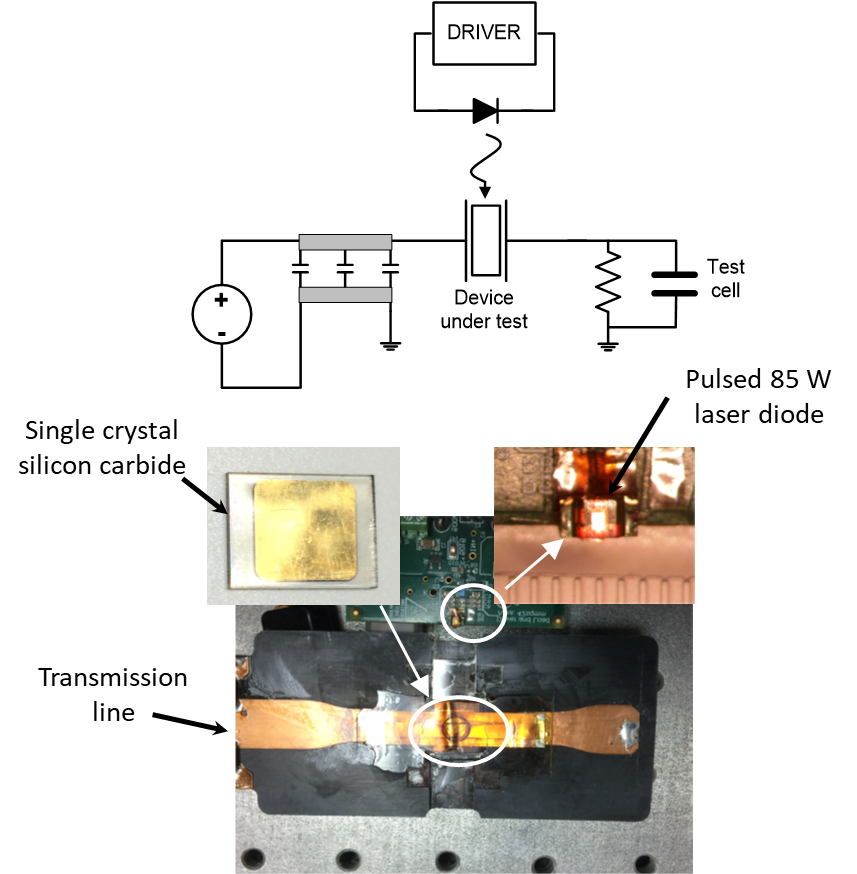 DRIVER
+
-
Device
under test
Test
cell
Pulsed 85 W
laser diode
Single crystal
silicon carbide
Transmission
line